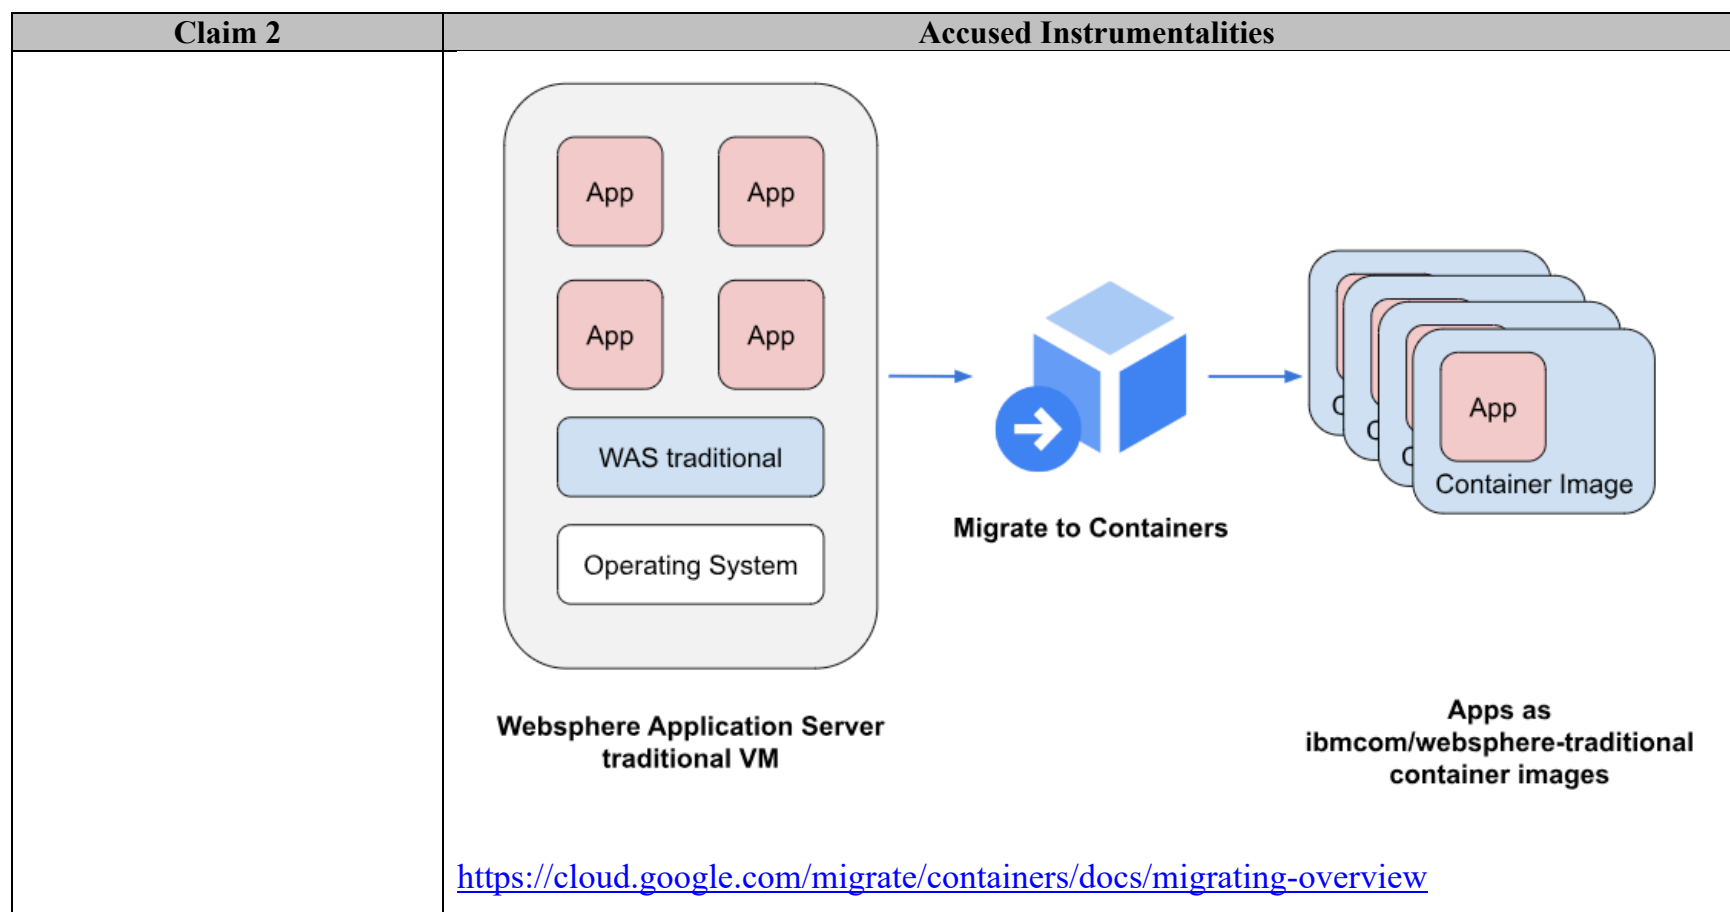 Claim 2
Accused Instrumentalities
App
App
App
App
WAS traditional
Operating System
Websphere Application Server
traditional VM
Migrate to Containers
C
C
C
App
Container Image
Apps as
ibmcom/websphere-traditional
container images
https://cloud.google.com/migrate/containers/docs/migrating-overview